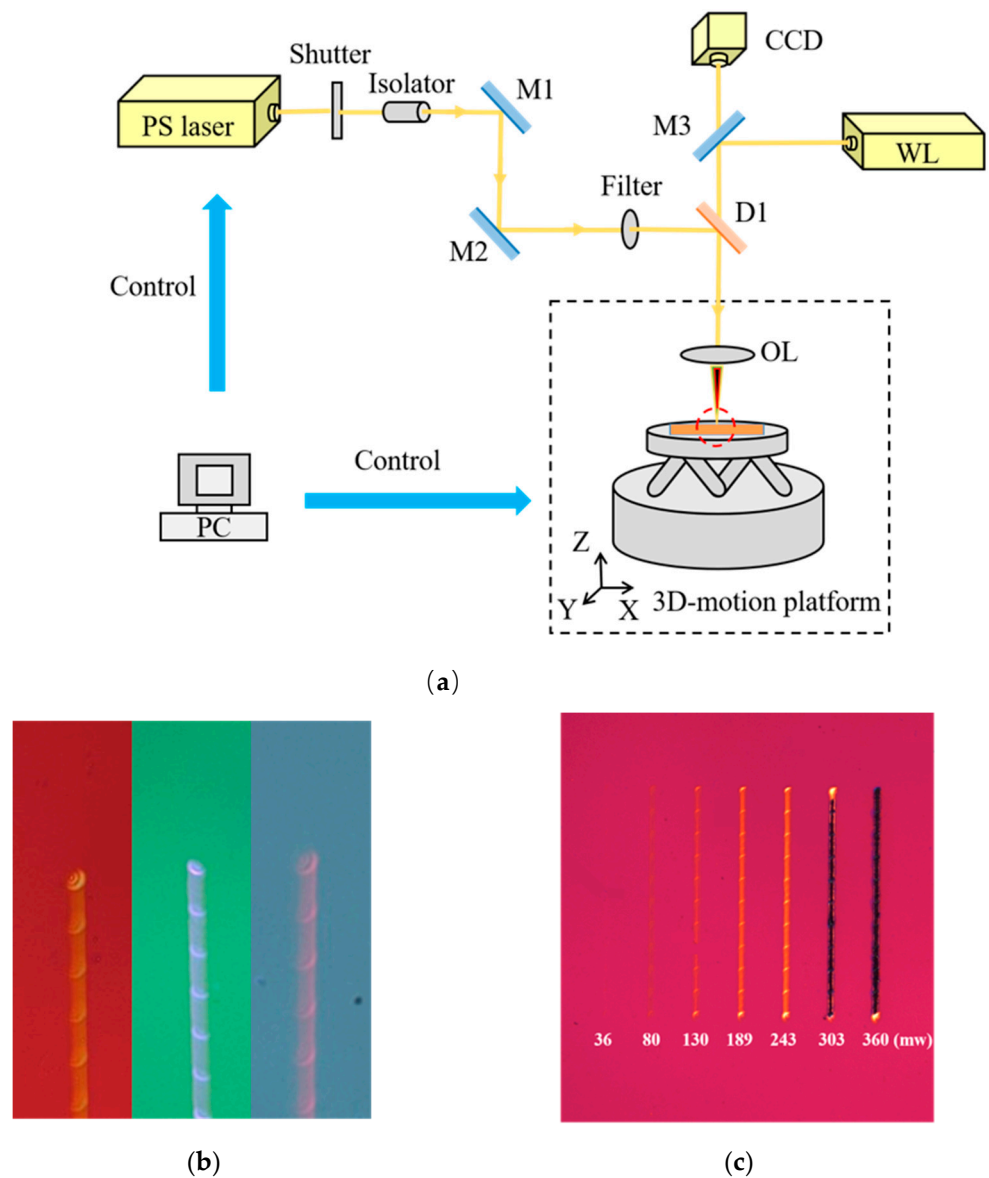 CCD
Shutter
Isolator
M1
PS laser
M3
WL
Filter
D1
M2
Control
OL
Control
PC
Z
Y
X
3D-motion platform
(a)
36 80 130 189 243 303 360 (mw)
(b)
(c)